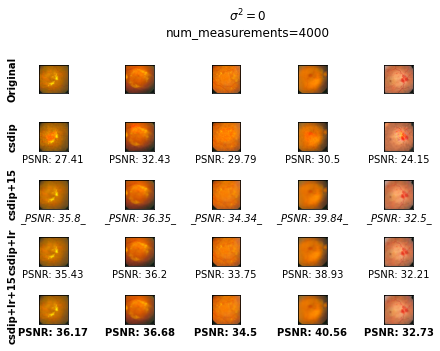 σ² = 0
num_measurements=4000
Original
csdip
PSNR: 27.41 PSNR: 32.43 PSNR: 29.79 PSNR: 30.5 PSNR: 24.15
csdip+15
_PSNR: 35.8_ _PSNR: 36.35_ _PSNR: 34.34_ _PSNR: 39.84_ _PSNR: 32.5_
csdip+lr
PSNR: 35.43 PSNR: 36.2 PSNR: 33.75 PSNR: 38.93 PSNR: 32.21
csdip+lr+15
PSNR: 36.17 PSNR: 36.68 PSNR: 34.5 PSNR: 40.56 PSNR: 32.73